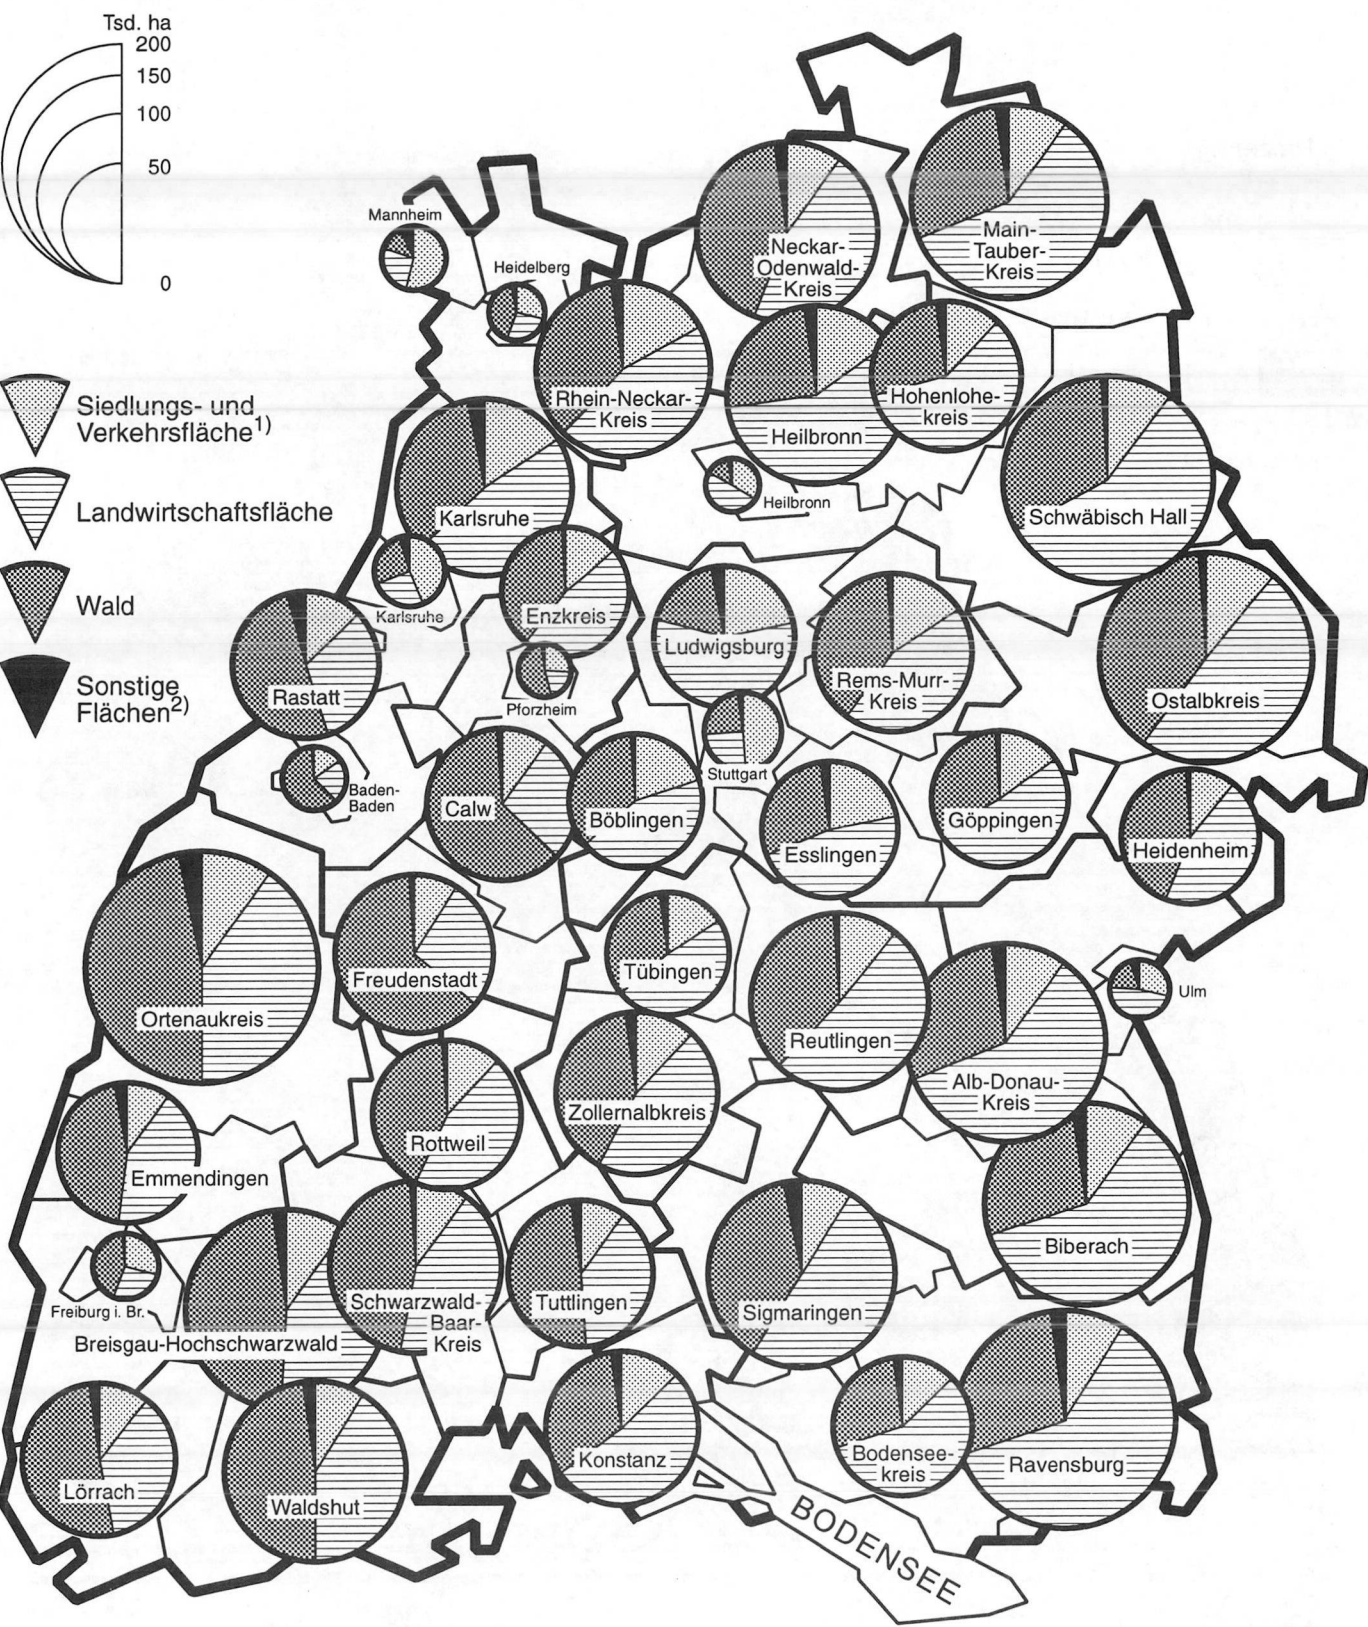 Tsd. ha
200
150
100
50
0
Siedlungs- und
Verkehrsfläche1)
Landwirtschaftsfläche
Wald
Sonstige
Flächen2)
Mannheim
Heidelberg
Neckar-
Odenwald-
Kreis
Main-
Tauber-
Kreis
Rhein-Neckar-
Kreis
Heilbronn
Hohenlohe-
kreis
Karlsruhe
Heilbronn
Schwäbisch Hall
Karlsruhe
Enzkreis
Ludwigsburg
Rems-Murr-
Kreis
Ostalbkreis
Rastatt
Pforzheim
Stuttgart
Baden-
Baden
Calw
Böblingen
Esslingen
Göppingen
Heidenheim
Ortenaukreis
Freudenstadt
Tübingen
Reutlingen
Ulm
Alb-Donau-
Kreis
Rottweil
Zollernalbkreis
Emmendingen
Biberach
Freiburg i. Br.
Schwarzwald-
Baar-
Kreis
Tuttlingen
Sigmaringen
Breisgau-Hochschwarzwald
Lörrach
Waldshut
Konstanz
Bodensee-
kreis
Ravensburg
BODENSEE